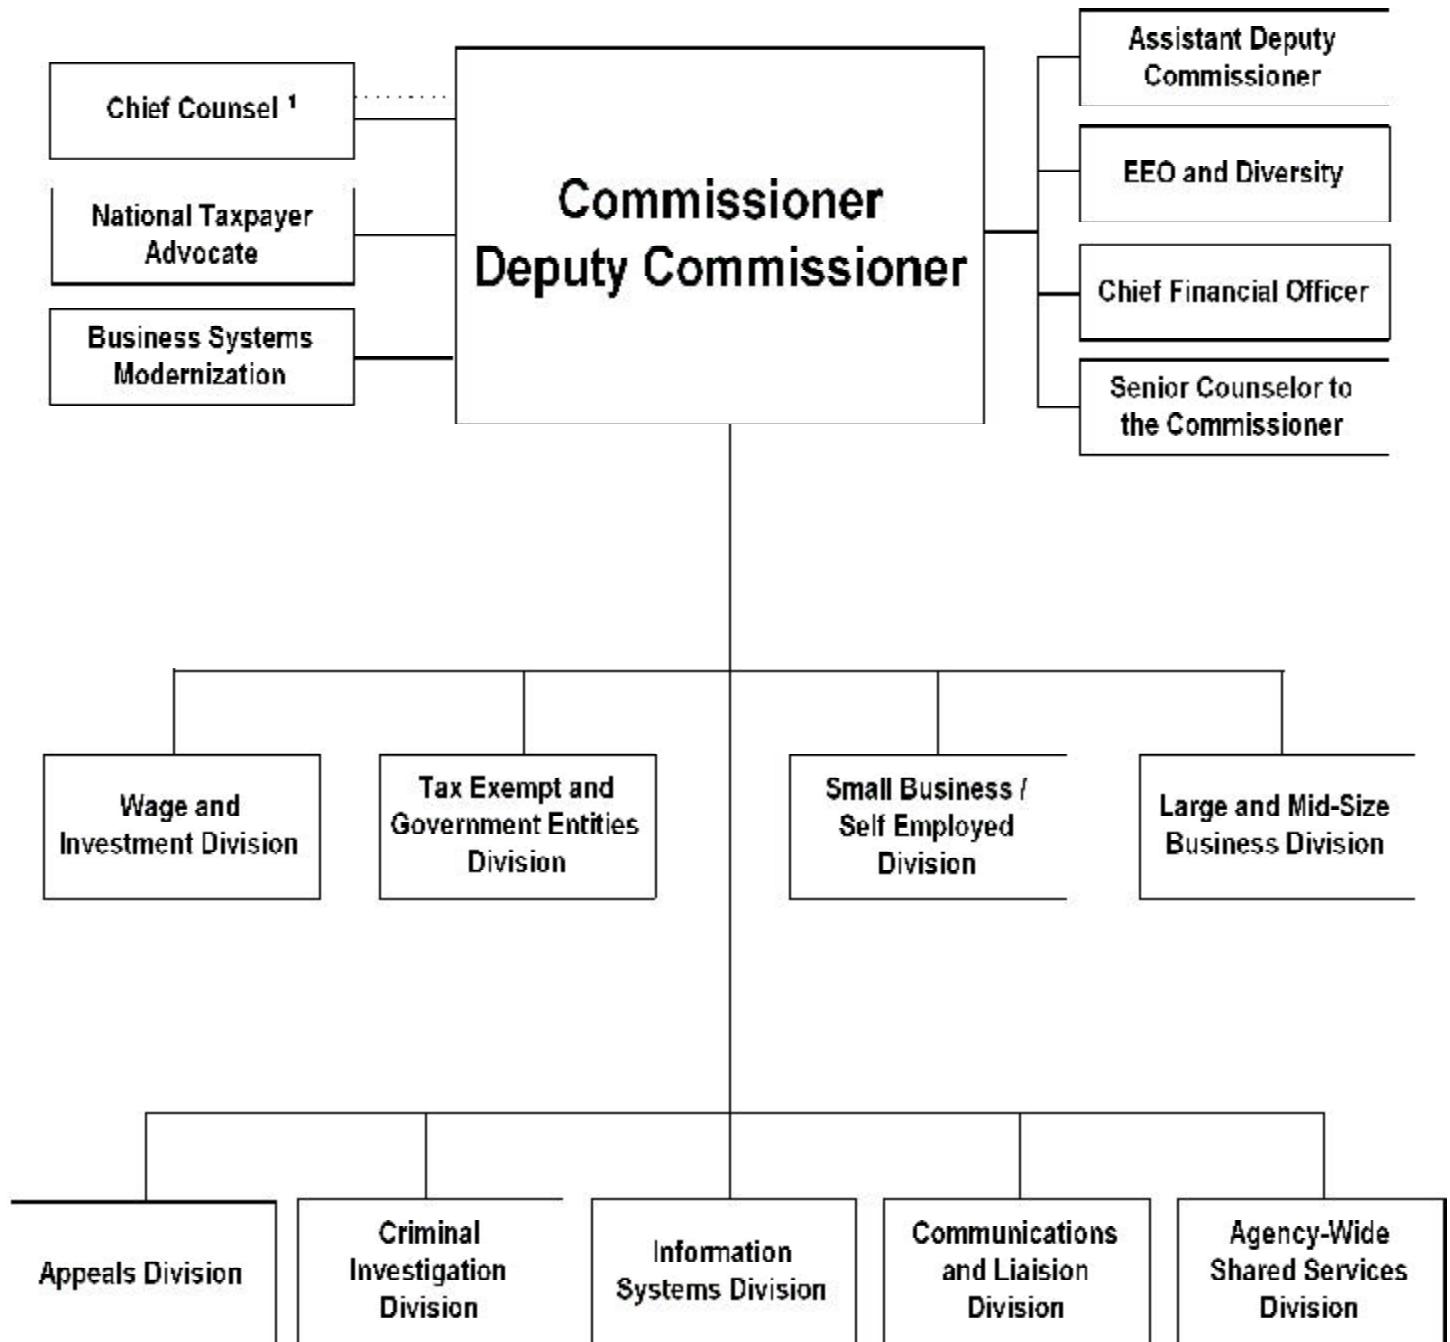 Chief Counsel ¹
National Taxpayer
Advocate
Business Systems
Modernization
Commissioner
Deputy Commissioner
Assistant Deputy
Commissioner
EEO and Diversity
Chief Financial Officer
Senior Counselor to
the Commissioner
Wage and
Investment Division
Tax Exempt and
Government Entities
Division
Small Business /
Self Employed
Division
Large and Mid-Size
Business Division
Appeals Division
Criminal
Investigation
Division
Information
Systems Division
Communications
and Liaision
Division
Agency-Wide
Shared Services
Division